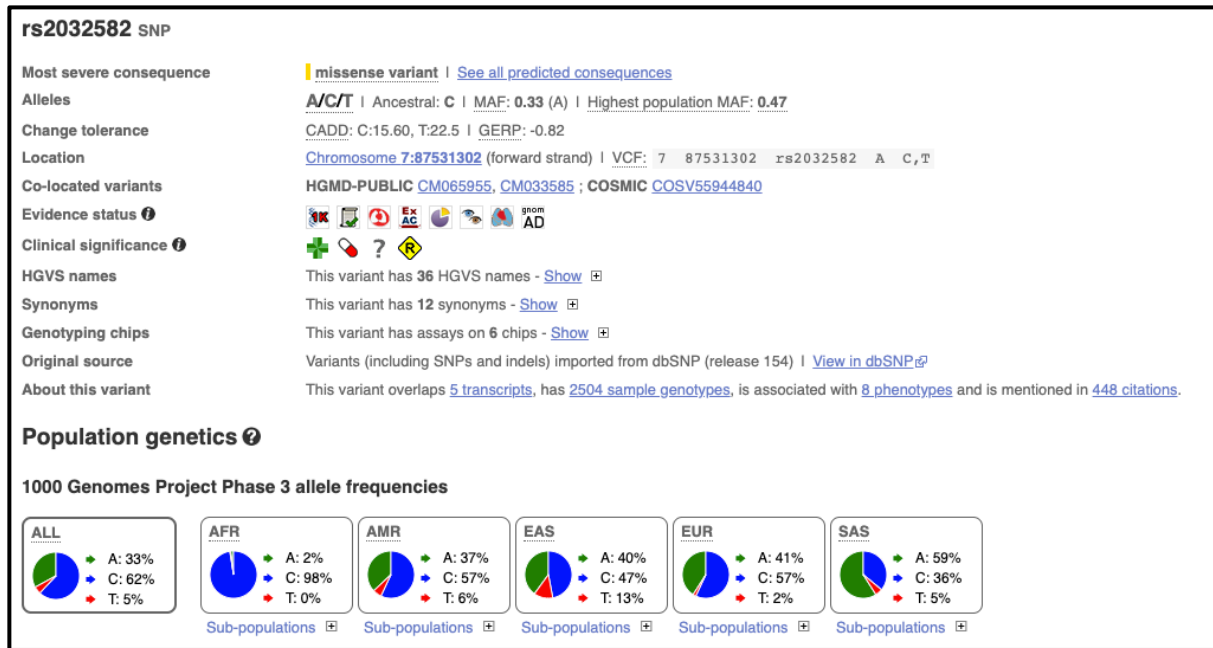 rs2032582 SNP
Most severe consequence missense variant | See all predicted consequences
Alleles A/C/T | Ancestral: C | MAF: 0.33 (A) | Highest population MAF: 0.47
Change tolerance CADD: C:15.60, T:22.5 | GERP: -0.82
Location Chromosome 7:87531302 (forward strand) | VCF: 7 87531302 rs2032582 A C,T
Co-located variants HGMD-PUBLIC CM065955, CM033585 ; COSMIC COSV55944840
Evidence status i 1K Ex AC gnom AD
Clinical significance i ? R
HGVS names This variant has 36 HGVS names - Show +
Synonyms This variant has 12 synonyms - Show +
Genotyping chips This variant has assays on 6 chips - Show +
Original source Variants (including SNPs and indels) imported from dbSNP (release 154) | View in dbSNP
About this variant This variant overlaps 5 transcripts, has 2504 sample genotypes, is associated with 8 phenotypes and is mentioned in 448 citations.
Population genetics ?
1000 Genomes Project Phase 3 allele frequencies
ALL AFR AMR EAS EUR SAS
A: 33% A: 2% A: 37% A: 40% A: 41% A: 59%
C: 62% C: 98% C: 57% C: 47% C: 57% C: 36%
T: 5% T: 0% T: 6% T: 13% T: 2% T: 5%
Sub-populations + Sub-populations + Sub-populations + Sub-populations + Sub-populations +